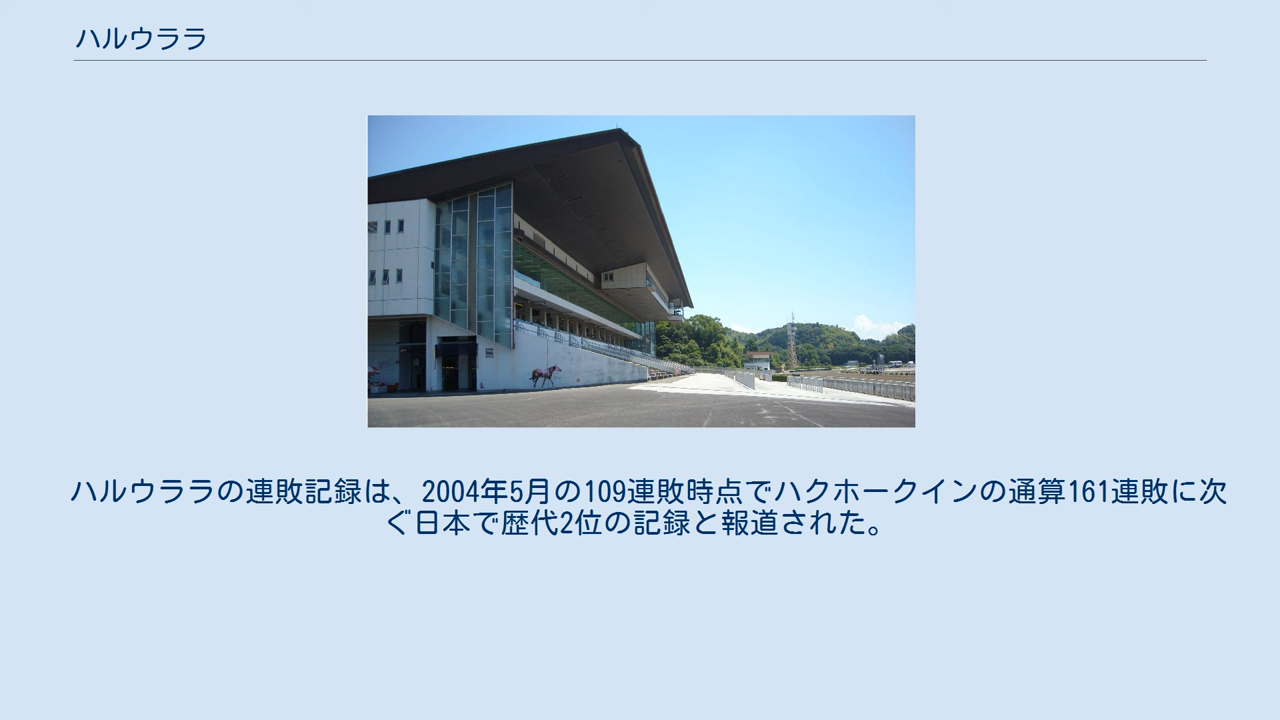 ハルウララ
ハルウララの連敗記録は、2004年5月の109連敗時点でハクホークインの通算161連敗に次
ぐ日本で歴代2位の記録と報道された。